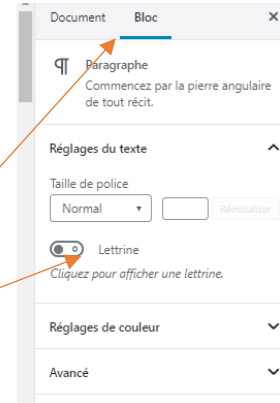 Document Bloc ×
¶ Paragraphe
Commencez par la pierre angulaire
de tout récit.
Réglages du texte
Taille de police
Normal Réinitialiser
Lettrine
Cliquez pour afficher une lettrine.
Réglages de couleur
Avancé